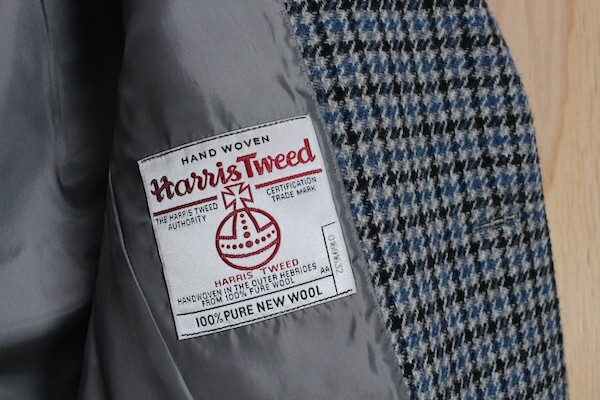 HAND WOVEN
Harris Tweed
THE HARRIS TWEED AUTHORITY
CERTIFICATION TRADE MARK
HARRIS TWEED
HANDWOVEN IN THE OUTER HEBRIDES
FROM 100% PURE WOOL
AA
100% PURE NEW WOOL